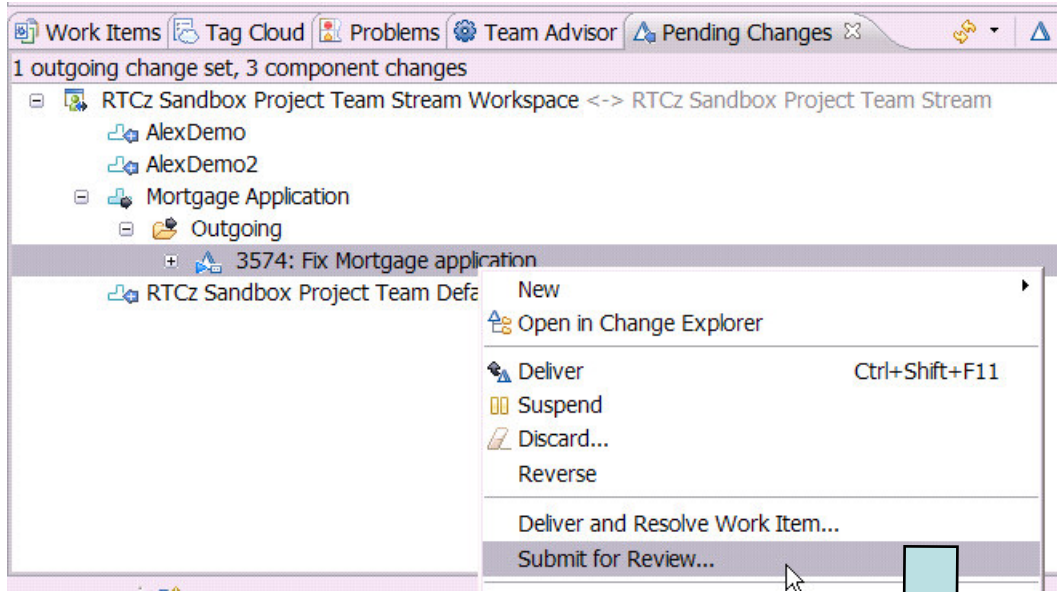 Work Items Tag Cloud Problems Team Advisor Pending Changes
1 outgoing change set, 3 component changes
RTCz Sandbox Project Team Stream Workspace <-> RTCz Sandbox Project Team Stream
AlexDemo
AlexDemo2
Mortgage Application
Outgoing
3574: Fix Mortgage application
RTCz Sandbox Project Team Defa
New
Open in Change Explorer
Deliver Ctrl+Shift+F11
Suspend
Discard...
Reverse
Deliver and Resolve Work Item...
Submit for Review...